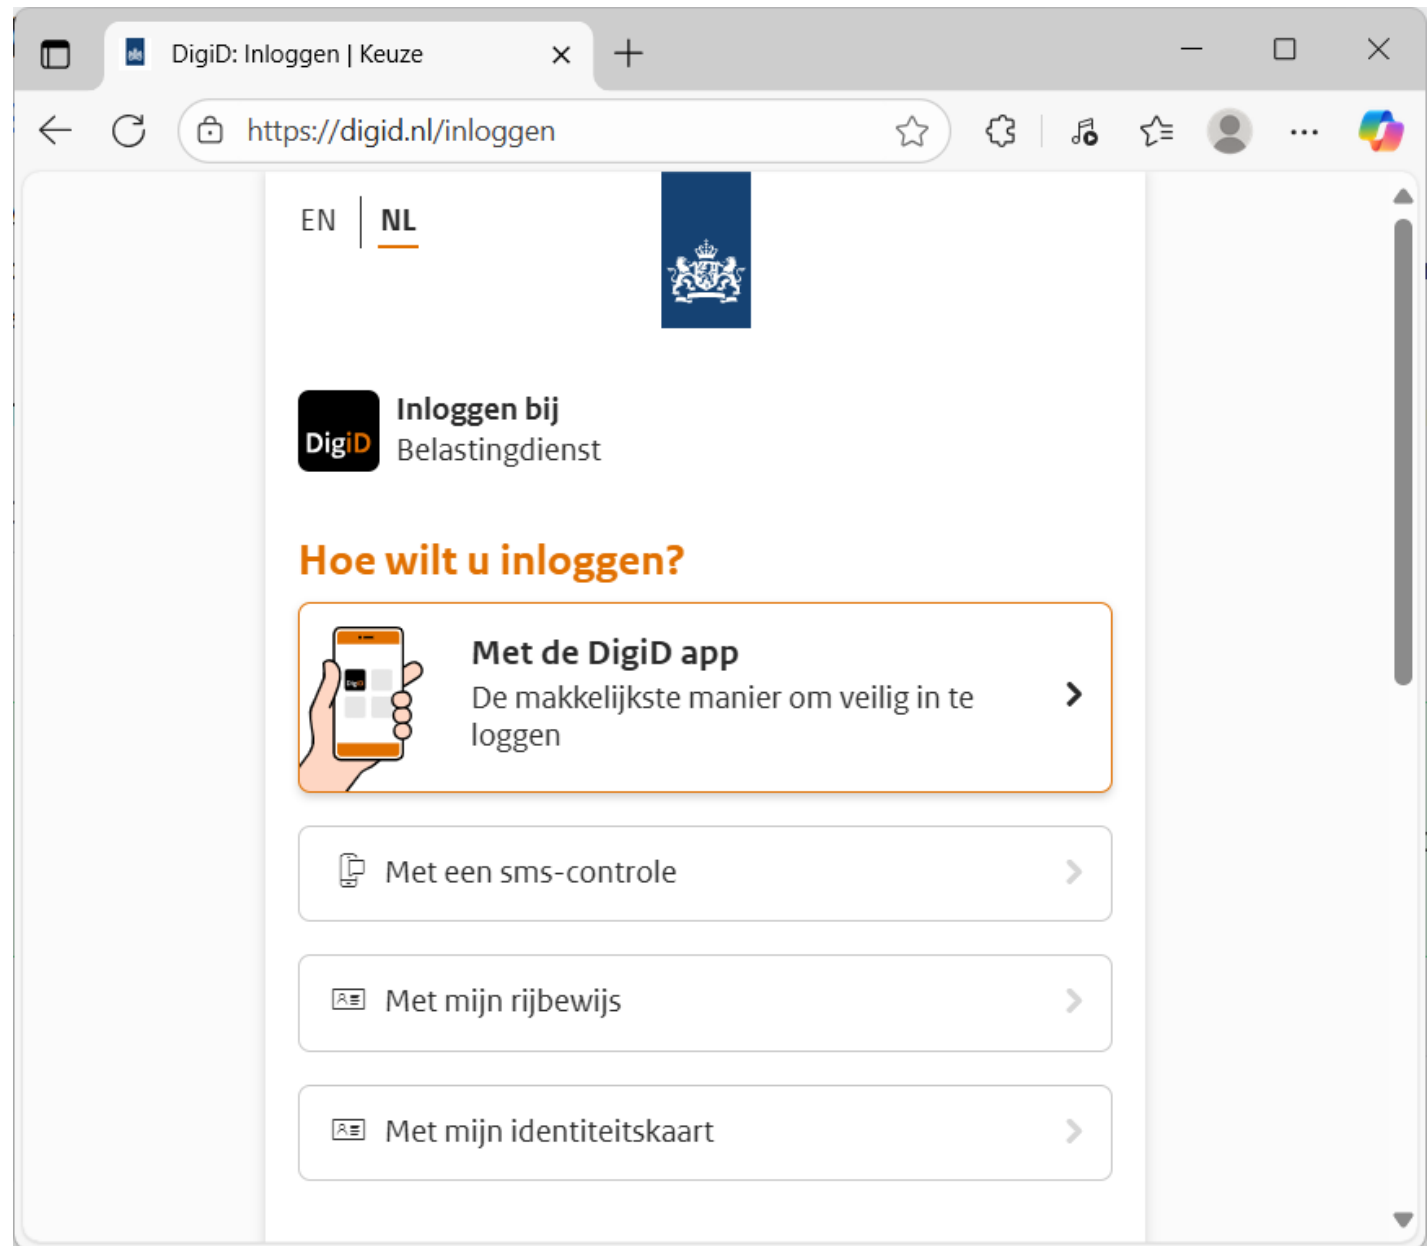 DigiD: Inloggen | Keuze
https://digid.nl/inloggen
EN | NL
DigiD
Inloggen bij
Belastingdienst
Hoe wilt u inloggen?
Met de DigiD app
De makkelijkste manier om veilig in te
loggen
Met een sms-controle
Met mijn rijbewijs
Met mijn identiteitskaart